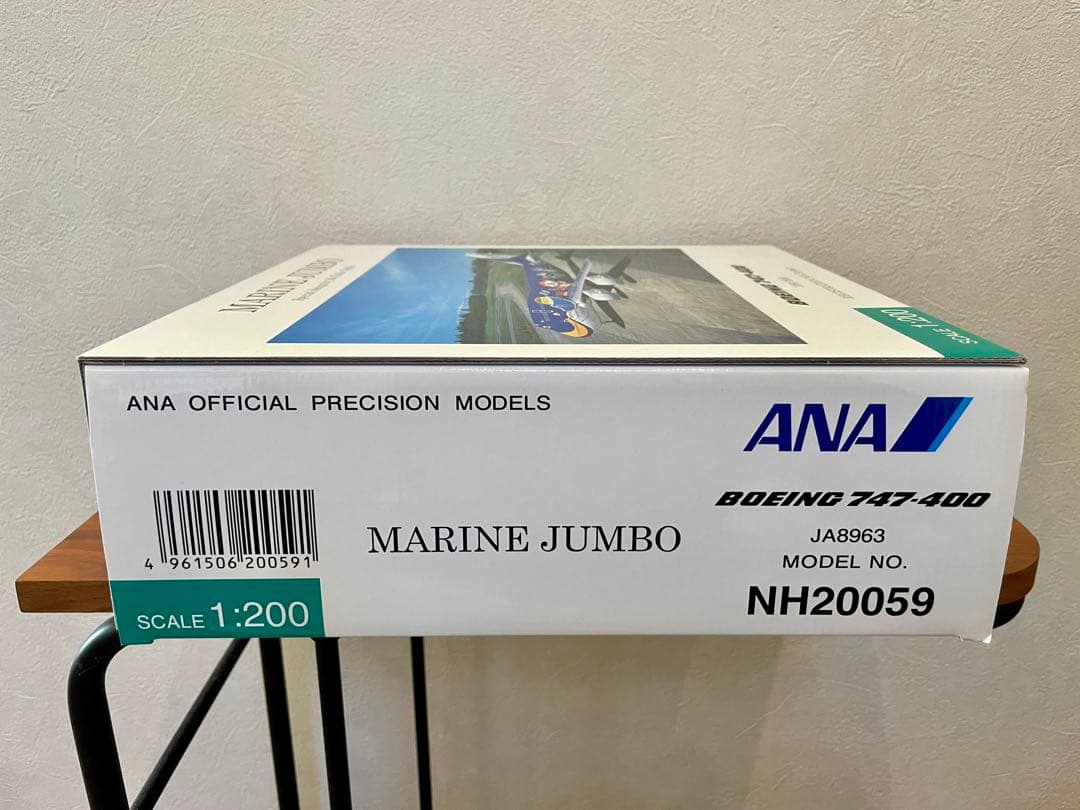 MARINE JUMBO
BOEING 747-400
SCALE 1:200
ANA OFFICIAL PRECISION MODELS
ANA
BOEING 747-400
JA8963
MODEL NO.
NH20059
MARINE JUMBO
4 961506 200591
SCALE 1:200